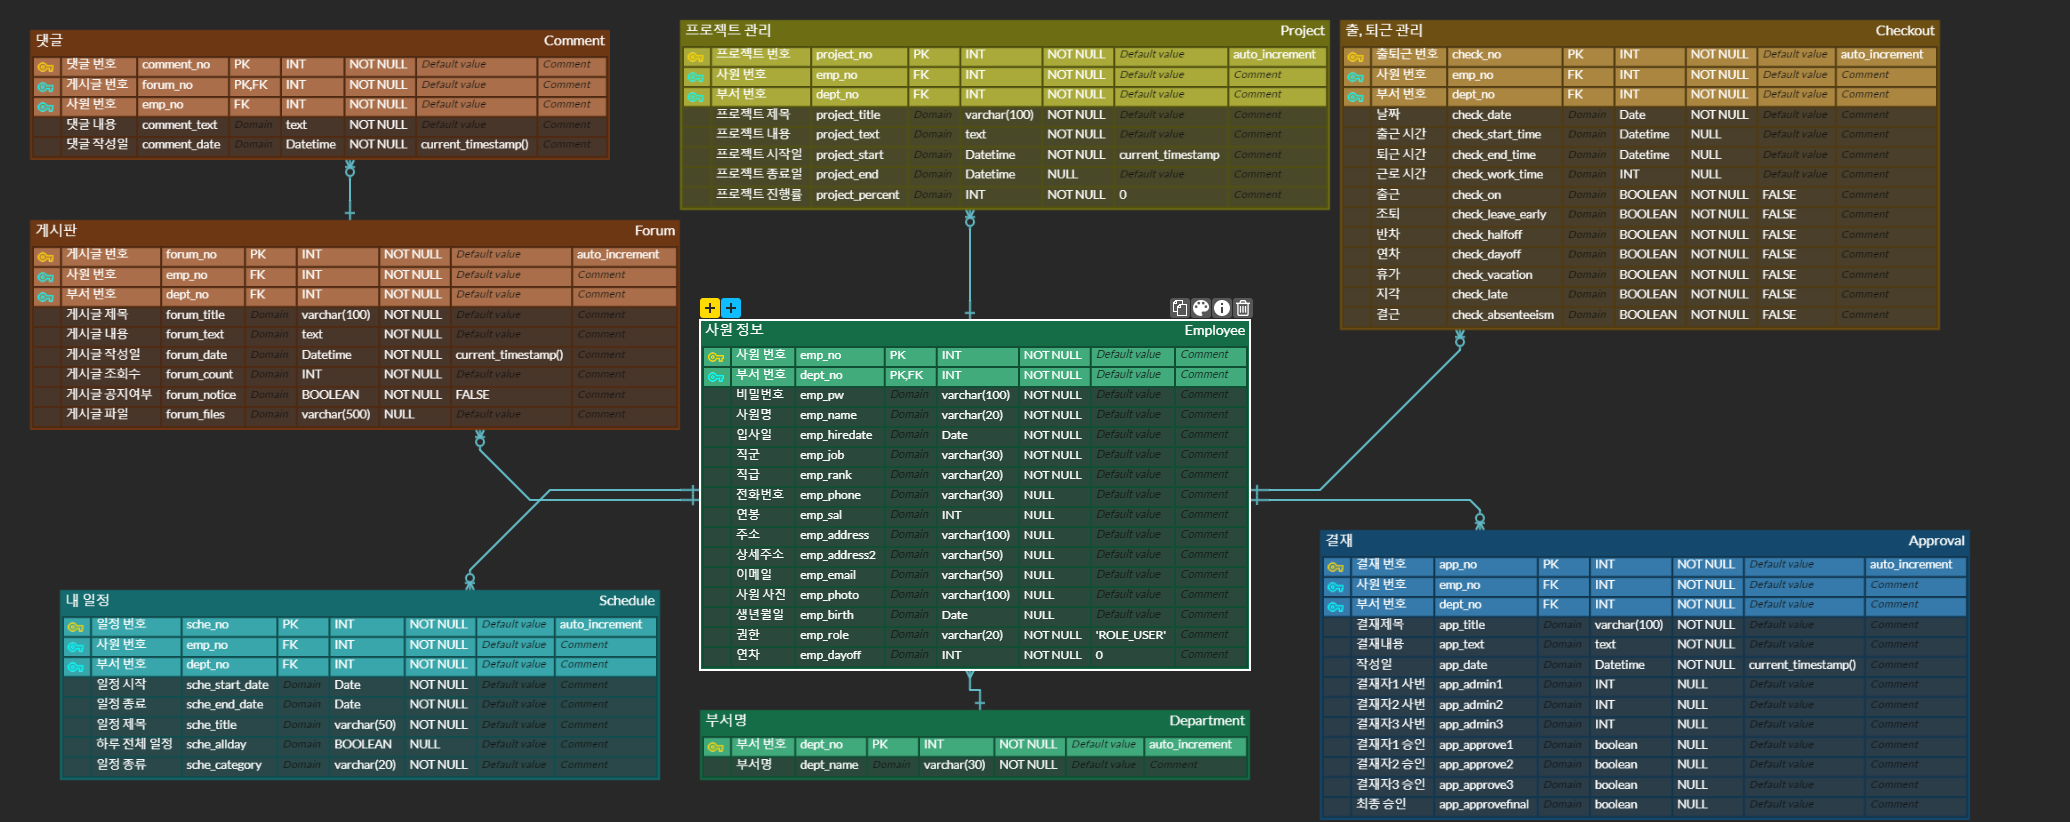 댓글 Comment
댓글 번호 comment_no PK INT NOT NULL Default value Comment
게시글 번호 forum_no PK,FK INT NOT NULL Default value Comment
사원 번호 emp_no FK INT NOT NULL Default value Comment
댓글 내용 comment_text Domain text NOT NULL Default value Comment
댓글 작성일 comment_date Domain Datetime NOT NULL current_timestamp() Comment
프로젝트 관리 Project
프로젝트 번호 project_no PK INT NOT NULL Default value auto_increment
사원 번호 emp_no FK INT NOT NULL Default value Comment
부서 번호 dept_no FK INT NOT NULL Default value Comment
프로젝트 제목 project_title Domain varchar(100) NOT NULL Default value Comment
프로젝트 내용 project_text Domain text NOT NULL Default value Comment
프로젝트 시작일 project_start Domain Datetime NOT NULL current_timestamp Comment
프로젝트 종료일 project_end Domain Datetime NULL Default value Comment
프로젝트 진행률 project_percent Domain INT NOT NULL 0 Comment
출, 퇴근 관리 Checkout
출퇴근 번호 check_no PK INT NOT NULL Default value auto_increment
사원 번호 emp_no FK INT NOT NULL Default value Comment
부서 번호 dept_no FK INT NOT NULL Default value Comment
날짜 check_date Domain Date NOT NULL Default value Comment
출근 시간 check_start_time Domain Datetime NULL Default value Comment
퇴근 시간 check_end_time Domain Datetime NULL Default value Comment
근로 시간 check_work_time Domain INT NULL Default value Comment
출근 check_on Domain BOOLEAN NOT NULL FALSE Comment
조퇴 check_leave_early Domain BOOLEAN NOT NULL FALSE Comment
반차 check_halfoff Domain BOOLEAN NOT NULL FALSE Comment
연차 check_dayoff Domain BOOLEAN NOT NULL FALSE Comment
휴가 check_vacation Domain BOOLEAN NOT NULL FALSE Comment
지각 check_late Domain BOOLEAN NOT NULL FALSE Comment
결근 check_absenteeism Domain BOOLEAN NOT NULL FALSE Comment
게시판 Forum
게시글 번호 forum_no PK INT NOT NULL Default value auto_increment
사원 번호 emp_no FK INT NOT NULL Default value Comment
부서 번호 dept_no FK INT NOT NULL Default value Comment
게시글 제목 forum_title Domain varchar(100) NOT NULL Default value Comment
게시글 내용 forum_text Domain text NOT NULL Default value Comment
게시글 작성일 forum_date Domain Datetime NOT NULL current_timestamp() Comment
게시글 조회수 forum_count Domain INT NOT NULL Default value Comment
게시글 공지여부 forum_notice Domain BOOLEAN NOT NULL FALSE Comment
게시글 파일 forum_files Domain varchar(500) NULL Default value Comment
사원 정보 Employee
사원 번호 emp_no PK INT NOT NULL Default value Comment
부서 번호 dept_no PK,FK INT NOT NULL Default value Comment
비밀번호 emp_pw Domain varchar(100) NOT NULL Default value Comment
사원명 emp_name Domain varchar(20) NOT NULL Default value Comment
입사일 emp_hiredate Domain Date NOT NULL Default value Comment
직군 emp_job Domain varchar(30) NOT NULL Default value Comment
직급 emp_rank Domain varchar(20) NOT NULL Default value Comment
전화번호 emp_phone Domain varchar(30) NULL Default value Comment
연봉 emp_sal Domain INT NULL Default value Comment
주소 emp_address Domain varchar(100) NULL Default value Comment
상세주소 emp_address2 Domain varchar(50) NULL Default value Comment
이메일 emp_email Domain varchar(50) NULL Default value Comment
사원 사진 emp_photo Domain varchar(100) NULL Default value Comment
생년월일 emp_birth Domain Date NULL Default value Comment
권한 emp_role Domain varchar(20) NOT NULL 'ROLE_USER' Comment
연차 emp_dayoff Domain INT NOT NULL 0 Comment
내 일정 Schedule
일정 번호 sche_no PK INT NOT NULL Default value auto_increment
사원 번호 emp_no FK INT NOT NULL Default value Comment
부서 번호 dept_no FK INT NOT NULL Default value Comment
일정 시작 sche_start_date Domain Date NOT NULL Default value Comment
일정 종료 sche_end_date Domain Date NOT NULL Default value Comment
일정 제목 sche_title Domain varchar(50) NOT NULL Default value Comment
하루 전체 일정 sche_allday Domain BOOLEAN NULL Default value Comment
일정 종류 sche_category Domain varchar(20) NOT NULL Default value Comment
부서명 Department
부서 번호 dept_no PK INT NOT NULL Default value auto_increment
부서명 dept_name Domain varchar(30) NOT NULL Default value Comment
결재 Approval
결재 번호 app_no PK INT NOT NULL Default value auto_increment
사원 번호 emp_no FK INT NOT NULL Default value Comment
부서 번호 dept_no FK INT NOT NULL Default value Comment
결재제목 app_title Domain varchar(100) NOT NULL Default value Comment
결재내용 app_text Domain text NOT NULL Default value Comment
작성일 app_date Domain Datetime NOT NULL current_timestamp() Comment
결재자1 사번 app_admin1 Domain INT NULL Default value Comment
결재자2 사번 app_admin2 Domain INT NULL Default value Comment
결재자3 사번 app_admin3 Domain INT NULL Default value Comment
결재자1 승인 app_approve1 Domain boolean NULL Default value Comment
결재자2 승인 app_approve2 Domain boolean NULL Default value Comment
결재자3 승인 app_approve3 Domain boolean NULL Default value Comment
최종 승인 app_approvefinal Domain boolean NULL Default value Comment